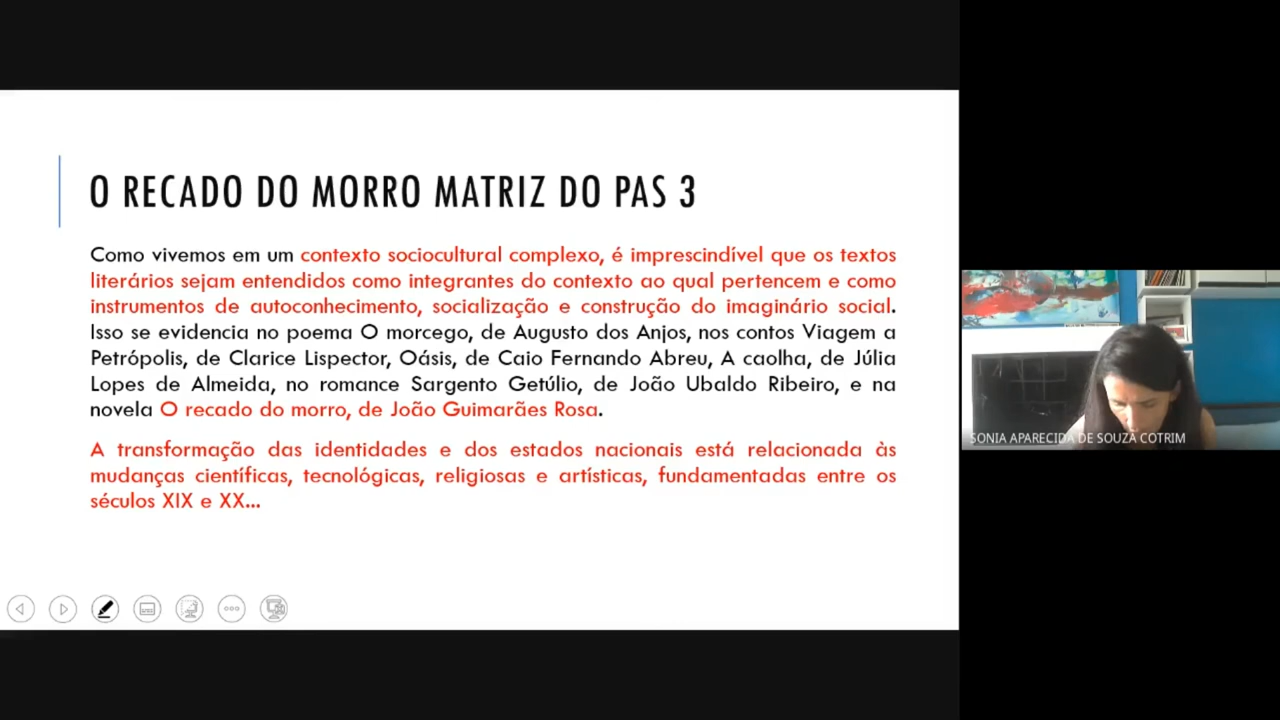 O RECADO DO MORRO MATRIZ DO PAS 3
Como vivemos em um contexto sociocultural complexo, é imprescindível que os textos
literários sejam entendidos como integrantes do contexto ao qual pertencem e como
instrumentos de autoconhecimento, socialização e construção do imaginário social.
Isso se evidencia no poema O morcego, de Augusto dos Anjos, nos contos Viagem a
Petrópolis, de Clarice Lispector, Oásis, de Caio Fernando Abreu, A caolha, de Júlia
Lopes de Almeida, no romance Sargento Getúlio, de João Ubaldo Ribeiro, e na
novela O recado do morro, de João Guimarães Rosa.
A transformação das identidades e dos estados nacionais está relacionada às
mudanças científicas, tecnológicas, religiosas e artísticas, fundamentadas entre os
séculos XIX e XX...
SONIA APARECIDA DE SOUZA COTRIM